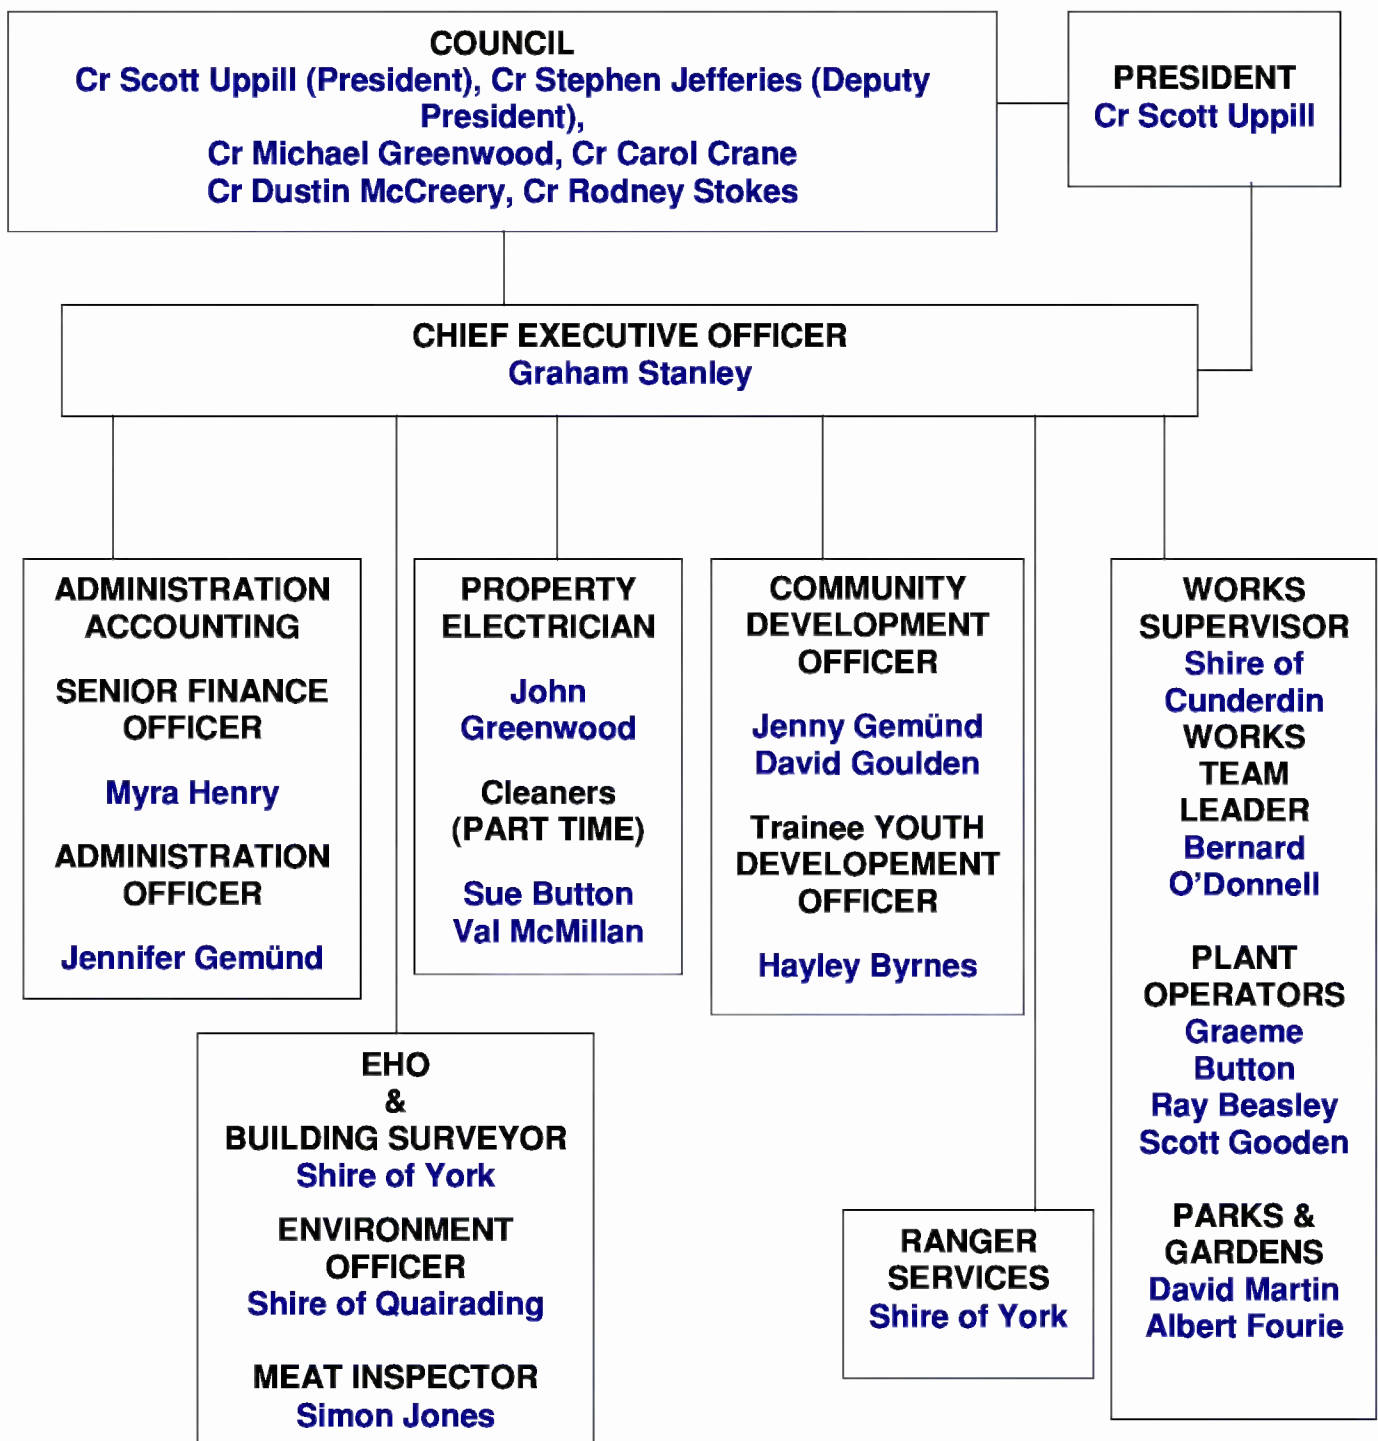 COUNCIL
Cr Scott Uppill (President), Cr Stephen Jefferies (Deputy
President),
Cr Michael Greenwood, Cr Carol Crane
Cr Dustin McCreery, Cr Rodney Stokes
PRESIDENT
Cr Scott Uppill
CHIEF EXECUTIVE OFFICER
Graham Stanley
ADMINISTRATION
ACCOUNTING
SENIOR FINANCE
OFFICER
Myra Henry
ADMINISTRATION
OFFICER
Jennifer Gemünd
PROPERTY
ELECTRICIAN
John
Greenwood
Cleaners
(PART TIME)
Sue Button
Val McMillan
COMMUNITY
DEVELOPMENT
OFFICER
Jenny Gemünd
David Goulden
Trainee YOUTH
DEVELOPEMENT
OFFICER
Hayley Byrnes
WORKS
SUPERVISOR
Shire of
Cunderdin
WORKS
TEAM
LEADER
Bernard
O’Donnell
PLANT
OPERATORS
Graeme
Button
Ray Beasley
Scott Gooden
PARKS &
GARDENS
David Martin
Albert Fourie
EHO
&
BUILDING SURVEYOR
Shire of York
ENVIRONMENT
OFFICER
Shire of Quairading
MEAT INSPECTOR
Simon Jones
RANGER
SERVICES
Shire of York